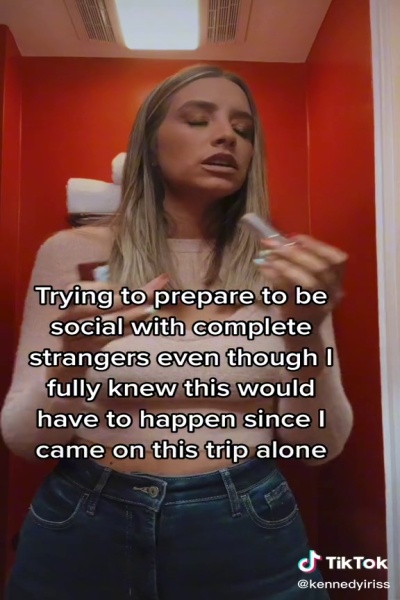 Trying to prepare to be
social with complete
strangers even though I
fully knew this would
have to happen since I
came on this trip alone
TikTok
@kennedyiriss